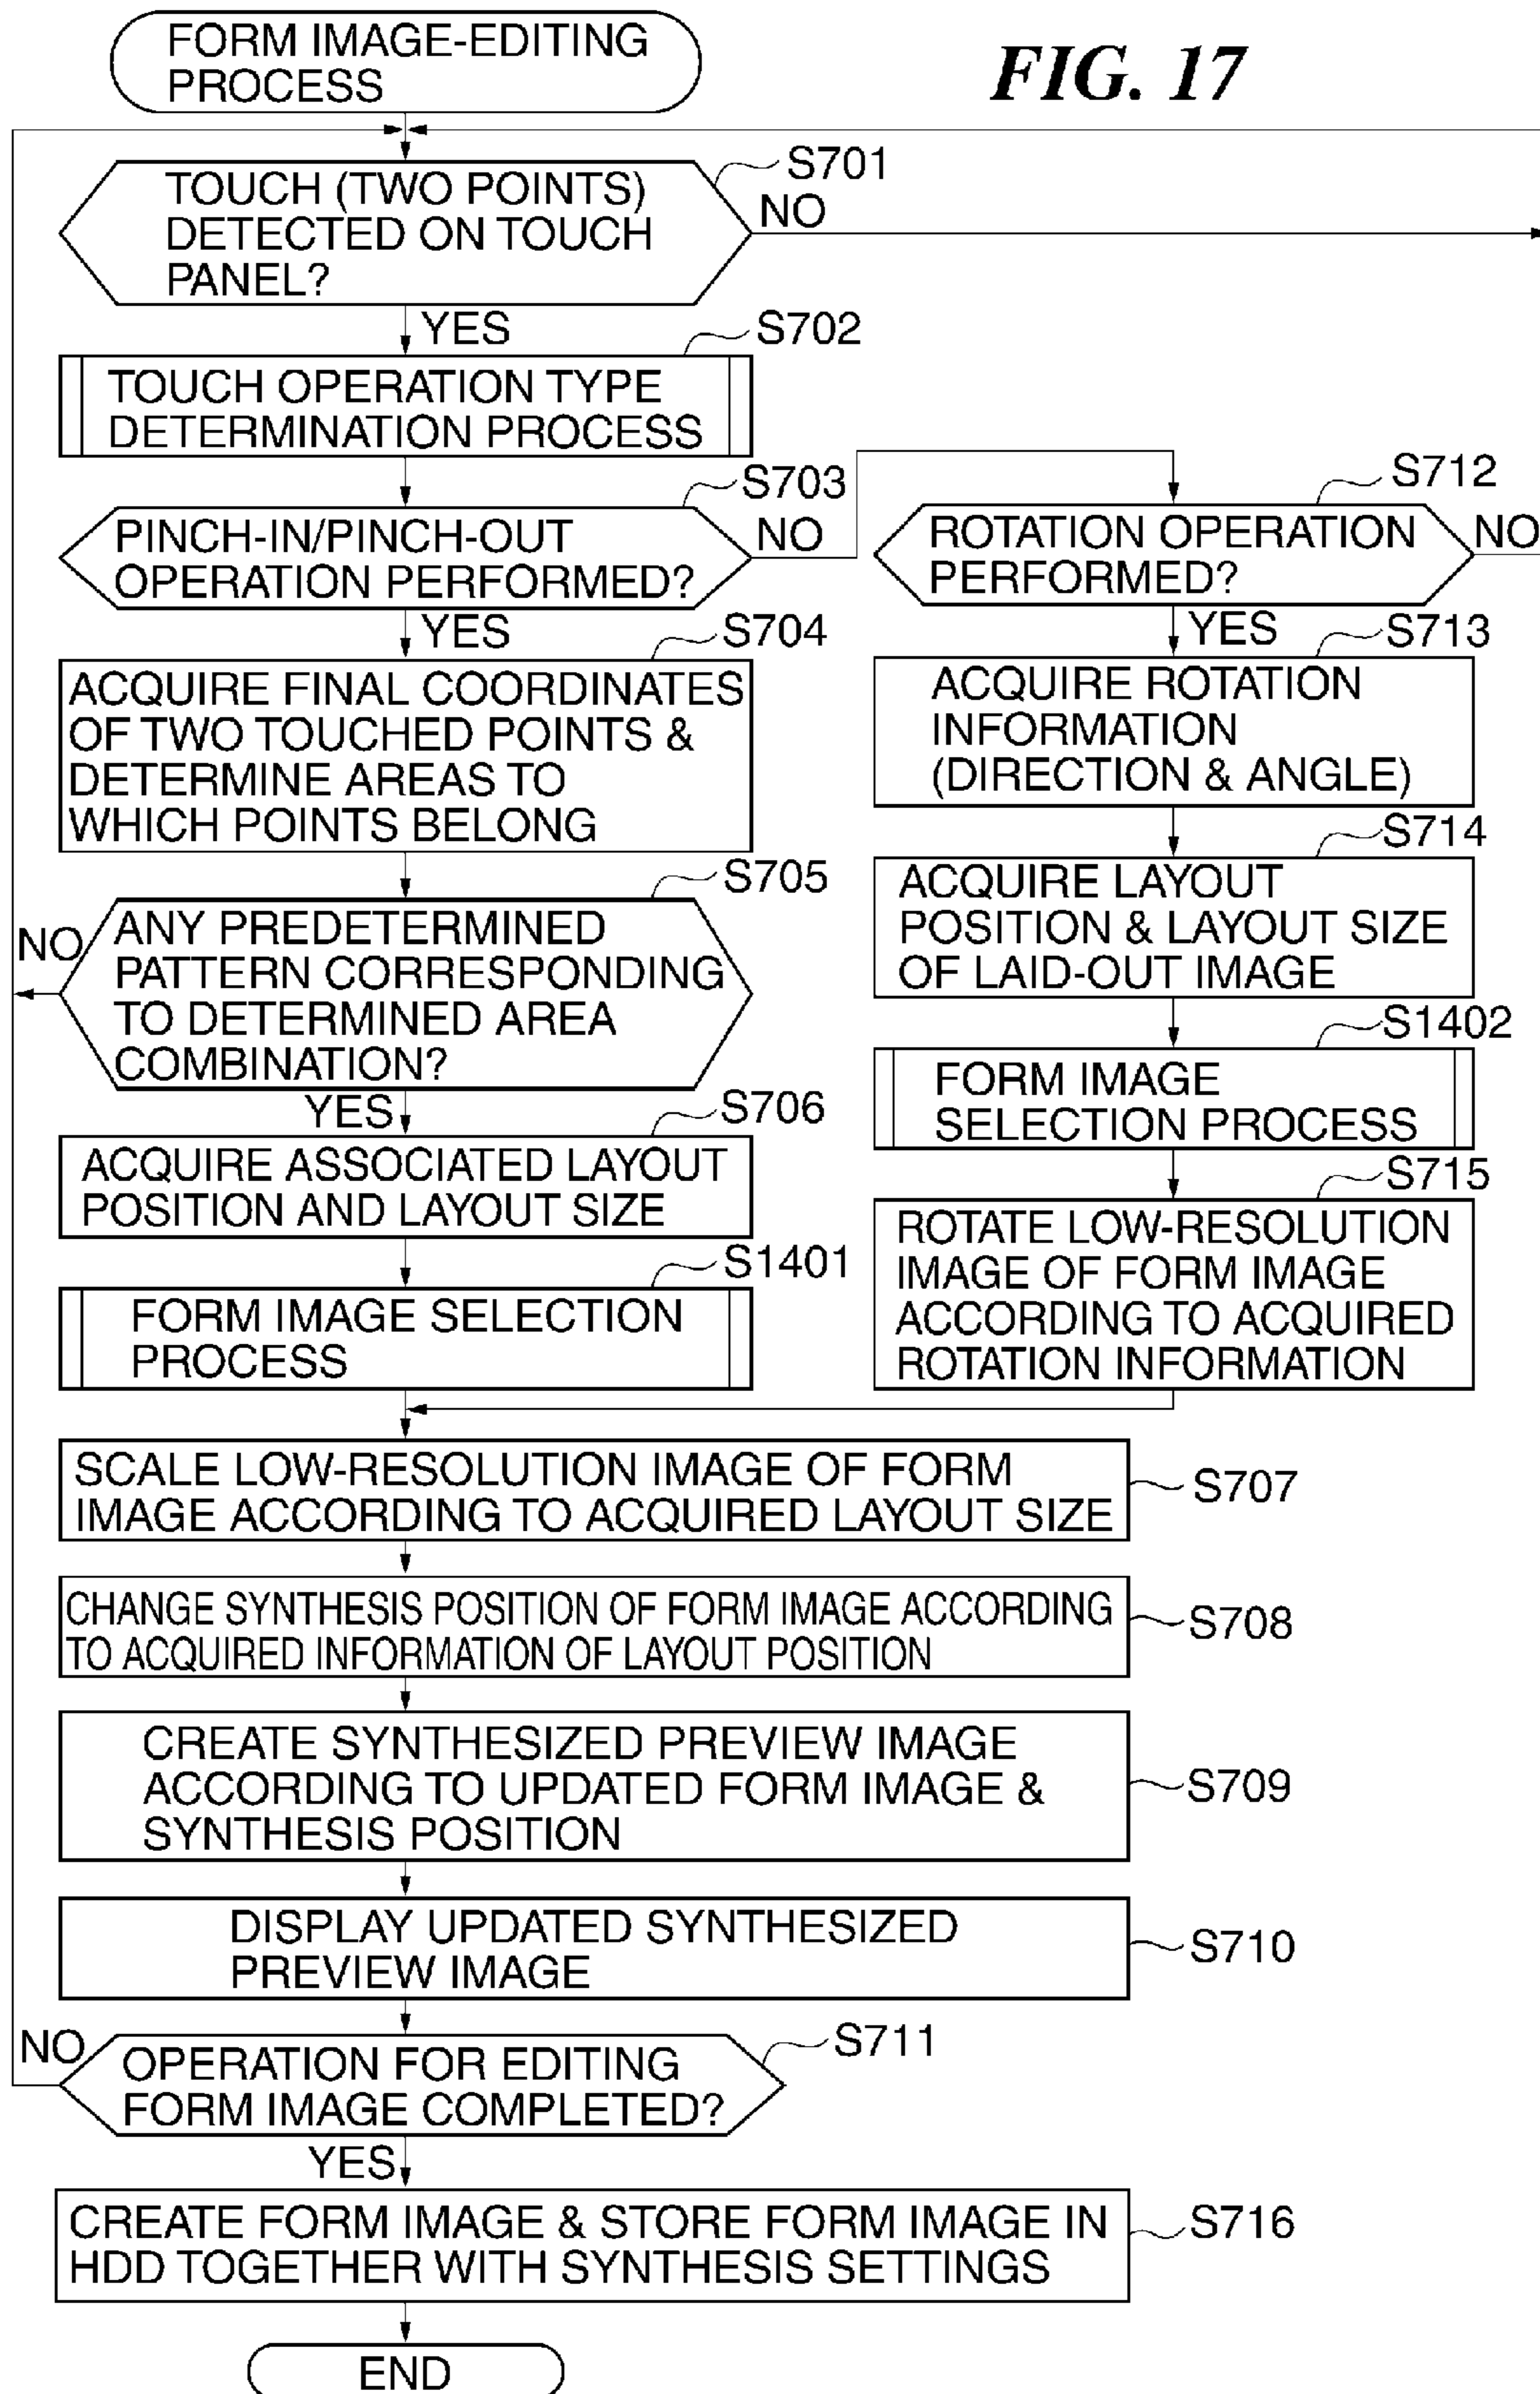 FORM IMAGE-EDITING
PROCESS
FIG. 17
S701
TOUCH (TWO POINTS)
DETECTED ON TOUCH
PANEL?
NO
YES
S702
TOUCH OPERATION TYPE
DETERMINATION PROCESS
S703
PINCH-IN/PINCH-OUT
OPERATION PERFORMED?
NO
YES
S704
ACQUIRE FINAL COORDINATES
OF TWO TOUCHED POINTS &
DETERMINE AREAS TO
WHICH POINTS BELONG
S705
NO
ANY PREDETERMINED
PATTERN CORRESPONDING
TO DETERMINED AREA
COMBINATION?
YES
S706
ACQUIRE ASSOCIATED LAYOUT
POSITION AND LAYOUT SIZE
S1401
FORM IMAGE SELECTION
PROCESS
S712
ROTATION OPERATION
PERFORMED?
NO
YES
S713
ACQUIRE ROTATION
INFORMATION
(DIRECTION & ANGLE)
S714
ACQUIRE LAYOUT
POSITION & LAYOUT SIZE
OF LAID-OUT IMAGE
S1402
FORM IMAGE
SELECTION PROCESS
S715
ROTATE LOW-RESOLUTION
IMAGE OF FORM IMAGE
ACCORDING TO ACQUIRED
ROTATION INFORMATION
SCALE LOW-RESOLUTION IMAGE OF FORM
IMAGE ACCORDING TO ACQUIRED LAYOUT SIZE
S707
CHANGE SYNTHESIS POSITION OF FORM IMAGE ACCORDING
TO ACQUIRED INFORMATION OF LAYOUT POSITION
S708
CREATE SYNTHESIZED PREVIEW IMAGE
ACCORDING TO UPDATED FORM IMAGE &
SYNTHESIS POSITION
S709
DISPLAY UPDATED SYNTHESIZED
PREVIEW IMAGE
S710
NO
OPERATION FOR EDITING
FORM IMAGE COMPLETED?
S711
YES
CREATE FORM IMAGE & STORE FORM IMAGE IN
HDD TOGETHER WITH SYNTHESIS SETTINGS
S716
END